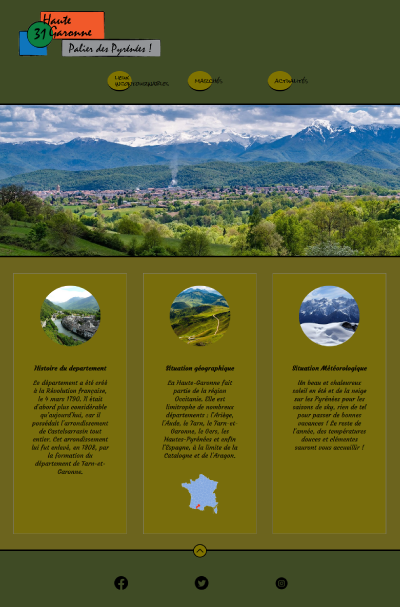 Haute
31 Garonne
Palier des Pyrénées !
Lieux
incontournables
Marchés
Actualités
Histoire du departement
Le département a été créé
à la Révolution française,
le 4 mars 1790. Il était
d'abord plus considérable
qu'aujourd'hui, car il
possédait l'arrondissement
de Castelsarrasin tout
entier. Cet arrondissement
lui fut enlevé, en 1808, par
la formation du
département de Tarn-et-
Garonne.
Situation géographique
La Haute-Garonne fait
partie de la région
Occitanie. Elle est
limitrophe de nombreux
départements : l'Ariège,
l'Aude, le Tarn, le Tarn-et-
Garonne, le Gers, les
Hautes-Pyrénées et enfin
l'Espagne, à la limite de la
Catalogne et de l'Aragon.
Situation Météorologique
Un beau et chaleureux
soleil en été et de la neige
sur les Pyrénées pour les
saisons de sky, rien de tel
pour passer de bonnes
vacances ! Le reste de
l'année, des températures
douces et clémentes
sauront vous accueillir !